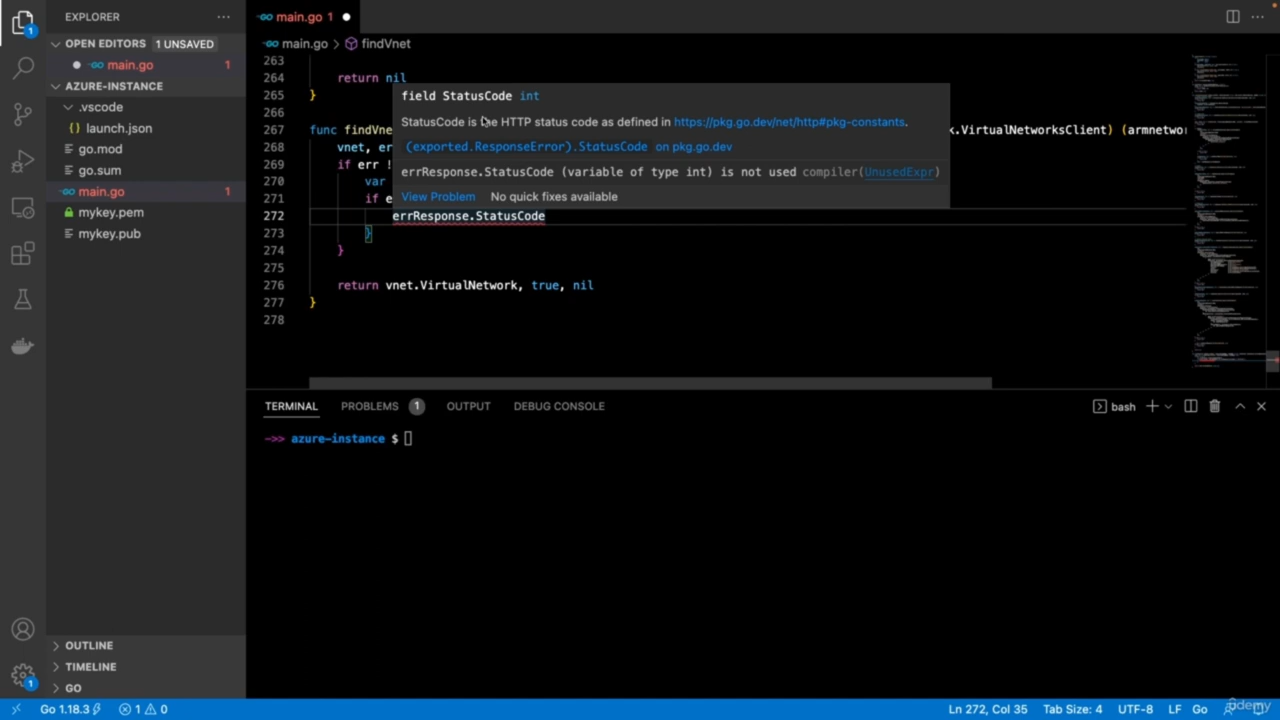 EXPLORER
main.go 1
OPEN EDITORS 1 UNSAVED
main.go > findVnet
main.go 1
AZURE-INSTANCE
.vscode
launch.json
go.mod
go.sum
main.go 1
mykey.pem
mykey.pub
263
264 return nil
265 }
266
267 func findVne k.VirtualNetworksClient) (armnetwor
268 vnet, er
269 if err !
270 var
271 if e
272 errResponse.StatusCode
273 }
274 }
275
276 return vnet.VirtualNetwork, true, nil
277 }
278
field StatusCode int
StatusCode is the HTTP status code as defined in https://pkg.go.dev/net/http#pkg-constants.
(exported.ResponseError).StatusCode on pkg.go.dev
errResponse.StatusCode (variable of type int) is not used compiler(UnusedExpr)
View Problem No quick fixes available
TERMINAL PROBLEMS 1 OUTPUT DEBUG CONSOLE bash
->> azure-instance $
OUTLINE
TIMELINE
GO
1
1
Go 1.18.3 1 0 Ln 272, Col 35 Tab Size: 4 UTF-8 LF Go
udemy